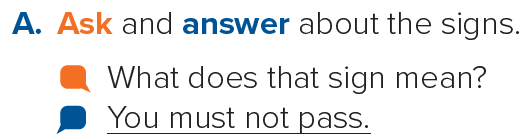 A. Ask and answer about the signs.
What does that sign mean?
You must not pass.